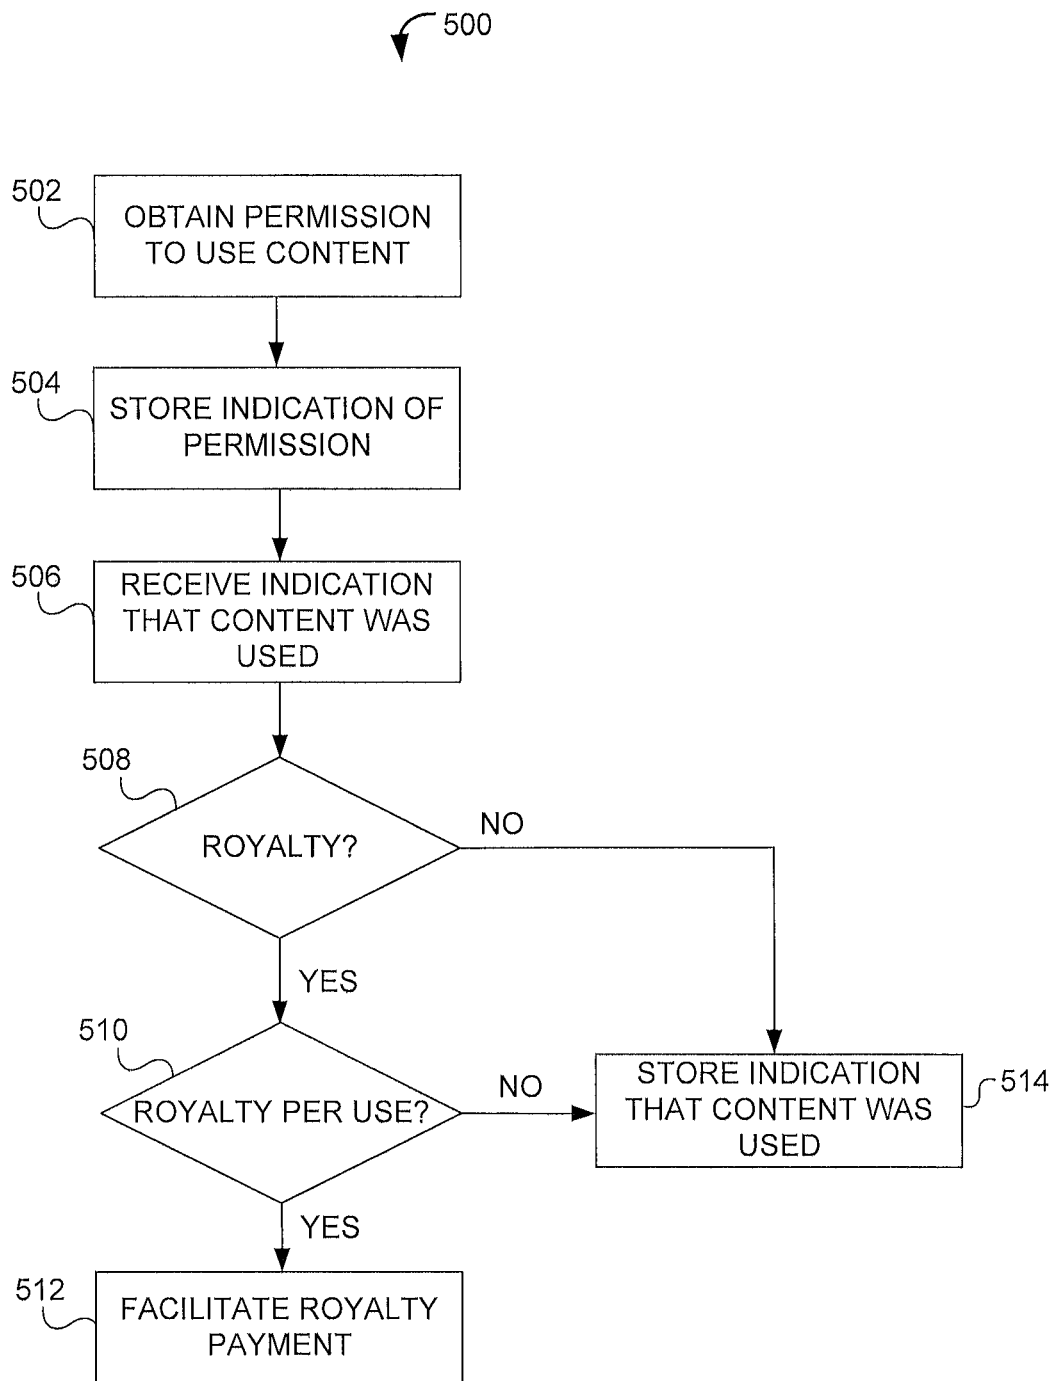 500
502
OBTAIN PERMISSION
TO USE CONTENT
504
STORE INDICATION OF
PERMISSION
506
RECEIVE INDICATION
THAT CONTENT WAS
USED
508
ROYALTY?
NO
YES
510
ROYALTY PER USE?
NO
STORE INDICATION
THAT CONTENT WAS
USED
514
YES
512
FACILITATE ROYALTY
PAYMENT